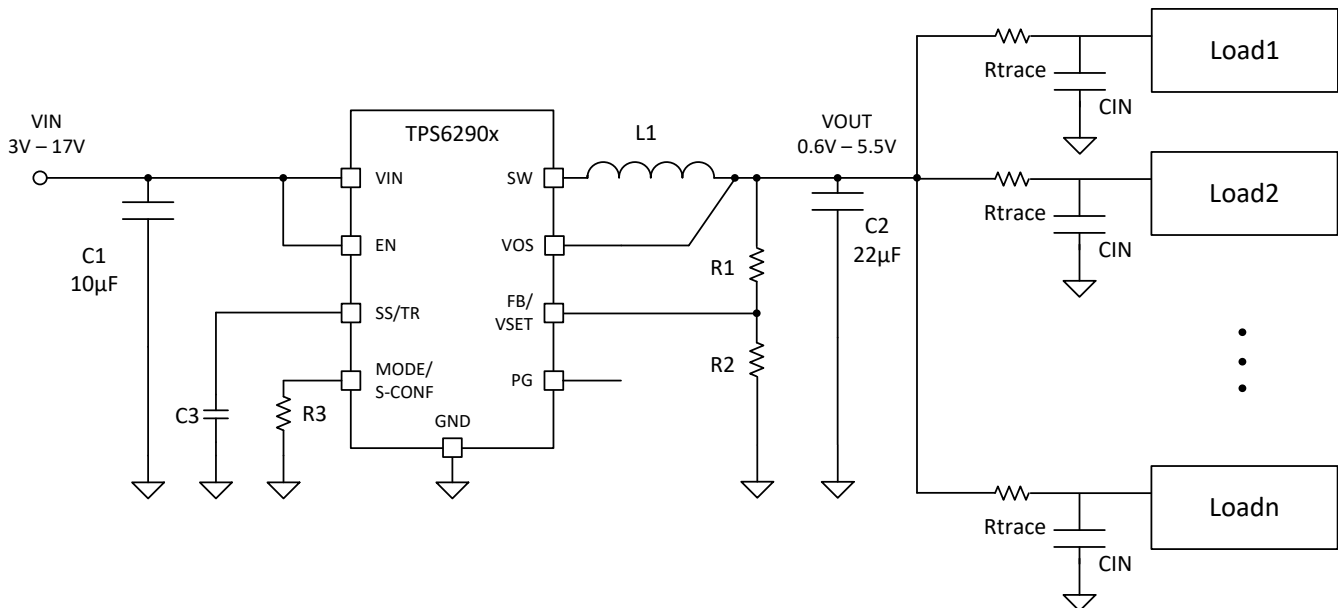 VIN
3V – 17V
C1
10µF
C3
R3
TPS6290x
VIN
EN
SS/TR
MODE/
S-CONF
GND
SW
VOS
FB/
VSET
PG
L1
R1
R2
VOUT
0.6V – 5.5V
C2
22µF
Rtrace
CIN
Load1
Rtrace
CIN
Load2
Rtrace
CIN
Loadn